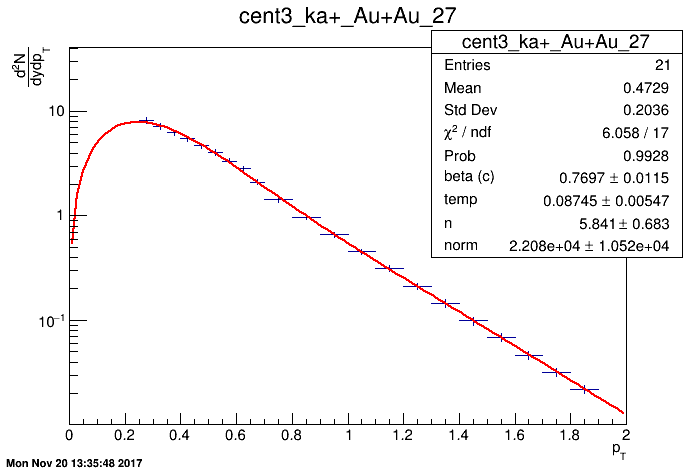 cent3_ka+_Au+Au_27
cent3_ka+_Au+Au_27
Entries 21
Mean 0.4729
Std Dev 0.2036
χ² / ndf 6.058 / 17
Prob 0.9928
beta (c) 0.7697 ± 0.0115
temp 0.08745 ± 0.00547
n 5.841 ± 0.683
norm 2.208e+04 ± 1.052e+04
d²N
dydp_T
10
1
10⁻¹
0 0.2 0.4 0.6 0.8 1 1.2 1.4 1.6 1.8 2
p_T
Mon Nov 20 13:35:48 2017